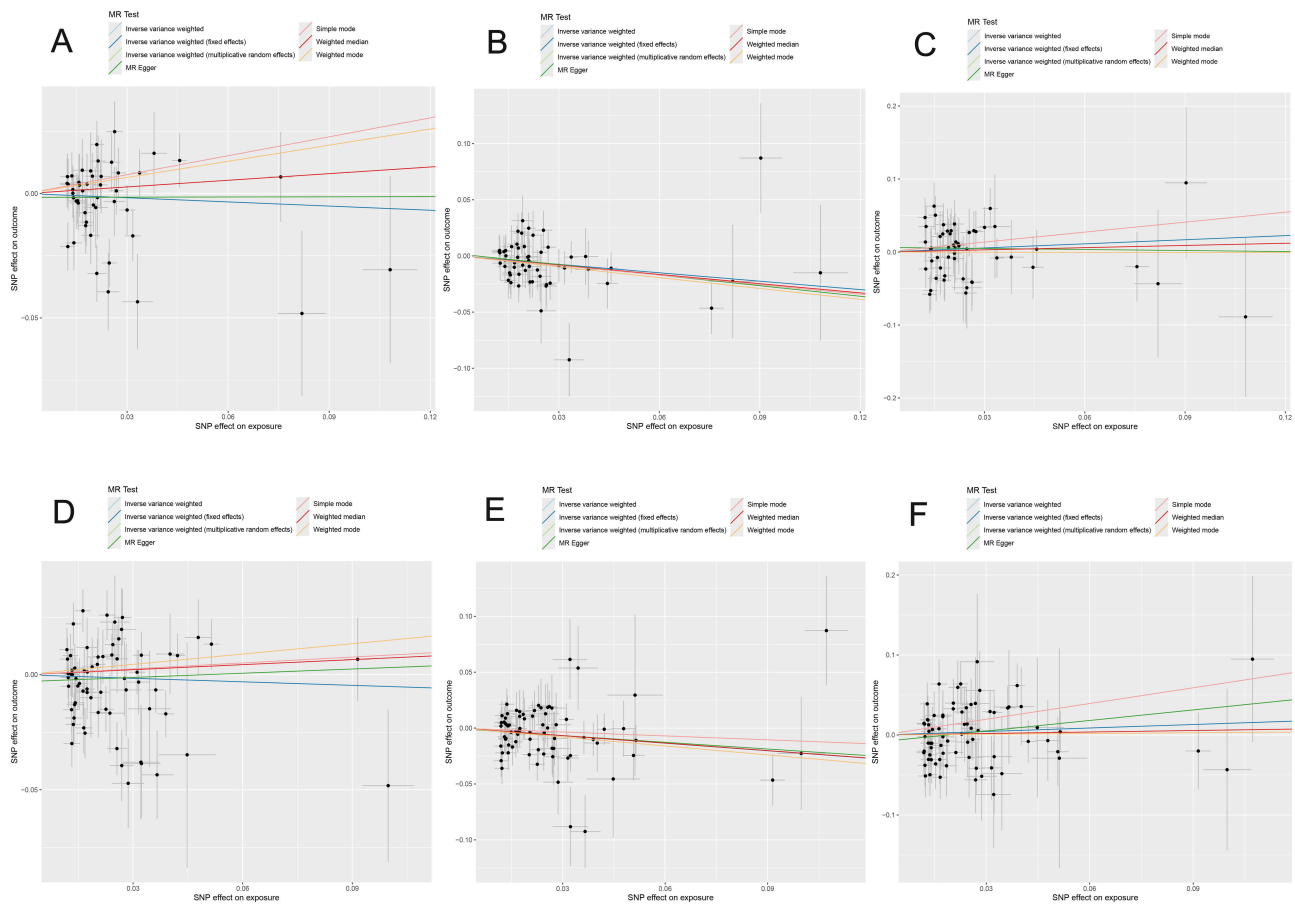 A
MR Test
Inverse variance weighted
Inverse variance weighted (fixed effects)
Inverse variance weighted (multiplicative random effects)
MR Egger
Simple mode
Weighted median
Weighted mode
0.00
−0.05
SNP effect on outcome
0.03
0.06
0.09
0.12
SNP effect on exposure
B
MR Test
Inverse variance weighted
Inverse variance weighted (fixed effects)
Inverse variance weighted (multiplicative random effects)
MR Egger
Simple mode
Weighted median
Weighted mode
0.10
0.05
0.00
−0.05
−0.10
SNP effect on outcome
0.03
0.06
0.09
0.12
SNP effect on exposure
C
MR Test
Inverse variance weighted
Inverse variance weighted (fixed effects)
Inverse variance weighted (multiplicative random effects)
MR Egger
Simple mode
Weighted median
Weighted mode
0.2
0.1
0.0
−0.1
−0.2
SNP effect on outcome
0.03
0.06
0.09
0.12
SNP effect on exposure
D
MR Test
Inverse variance weighted
Inverse variance weighted (fixed effects)
Inverse variance weighted (multiplicative random effects)
MR Egger
Simple mode
Weighted median
Weighted mode
0.00
−0.05
SNP effect on outcome
0.03
0.06
0.09
SNP effect on exposure
E
MR Test
Inverse variance weighted
Inverse variance weighted (fixed effects)
Inverse variance weighted (multiplicative random effects)
MR Egger
Simple mode
Weighted median
Weighted mode
0.10
0.05
0.00
−0.05
−0.10
SNP effect on outcome
0.03
0.06
0.09
SNP effect on exposure
F
MR Test
Inverse variance weighted
Inverse variance weighted (fixed effects)
Inverse variance weighted (multiplicative random effects)
MR Egger
Simple mode
Weighted median
Weighted mode
0.2
0.1
0.0
−0.1
SNP effect on outcome
0.03
0.06
0.09
SNP effect on exposure